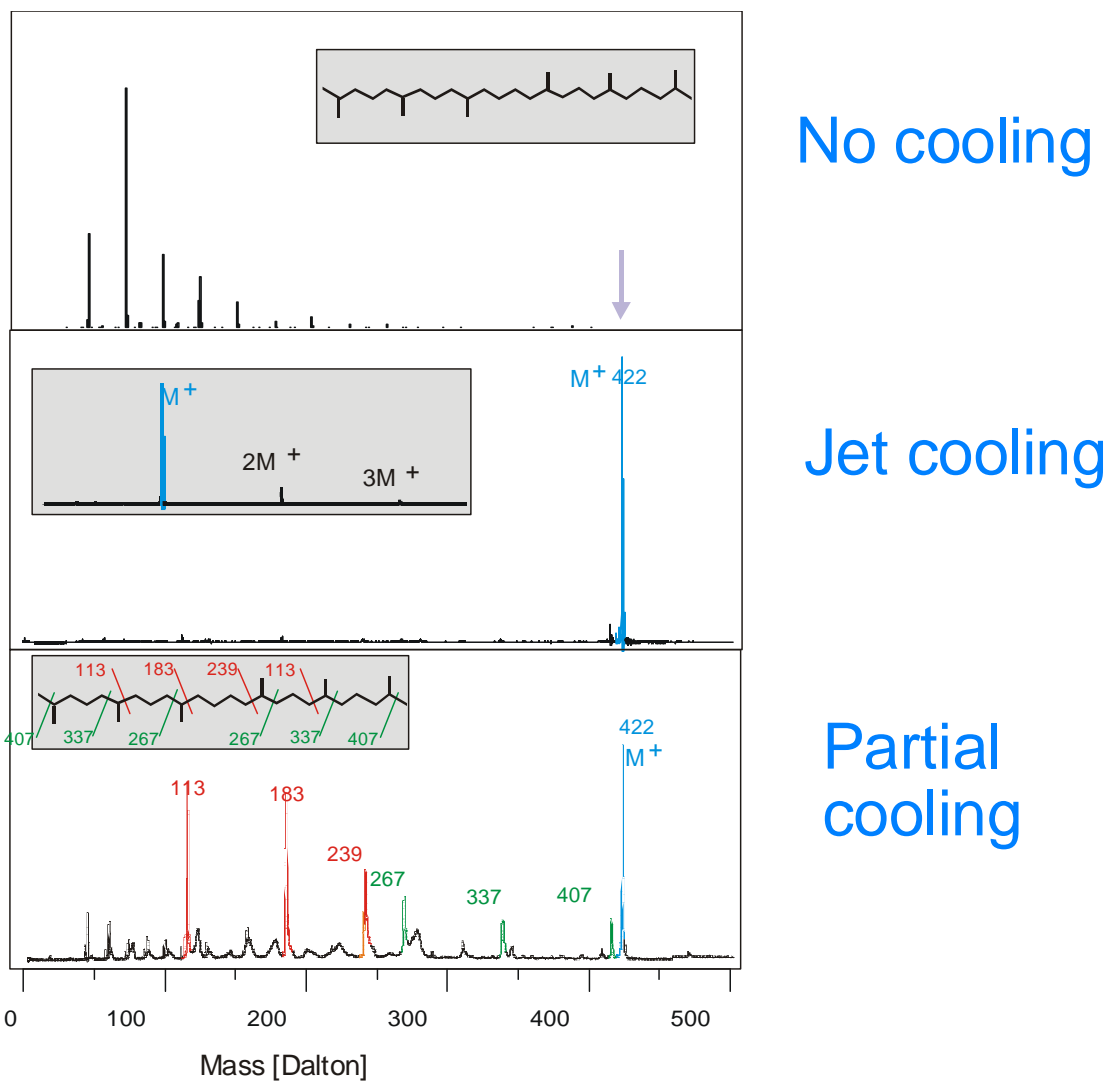 No cooling
M+ 422
M+
2M +
3M +
Jet cooling
113 183 239 113
407 337 267 267 337 407
422
M+
113
183
239
267
337
407
Partial
cooling
0 100 200 300 400 500
Mass [Dalton]